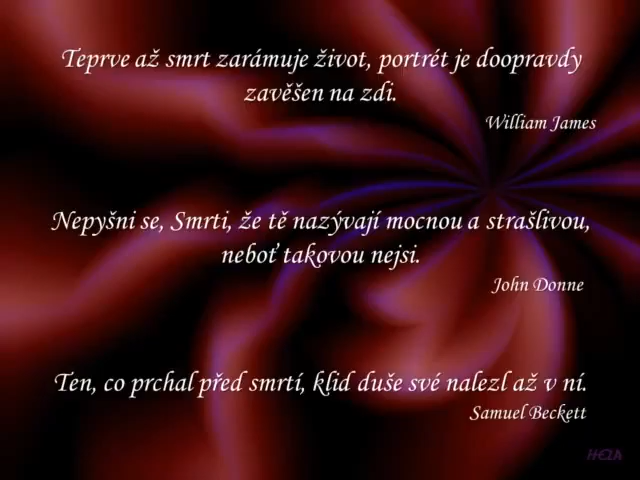 Teprve až smrt zarámuje život, portrét je doopravdy
zavěšen na zdi.
William James
Nepyšni se, Smrti, že tě nazývají mocnou a strašlivou,
neboť takovou nejsi.
John Donne
Ten, co prchal před smrtí, klid duše své nalezl až v ní.
Samuel Beckett
HELA